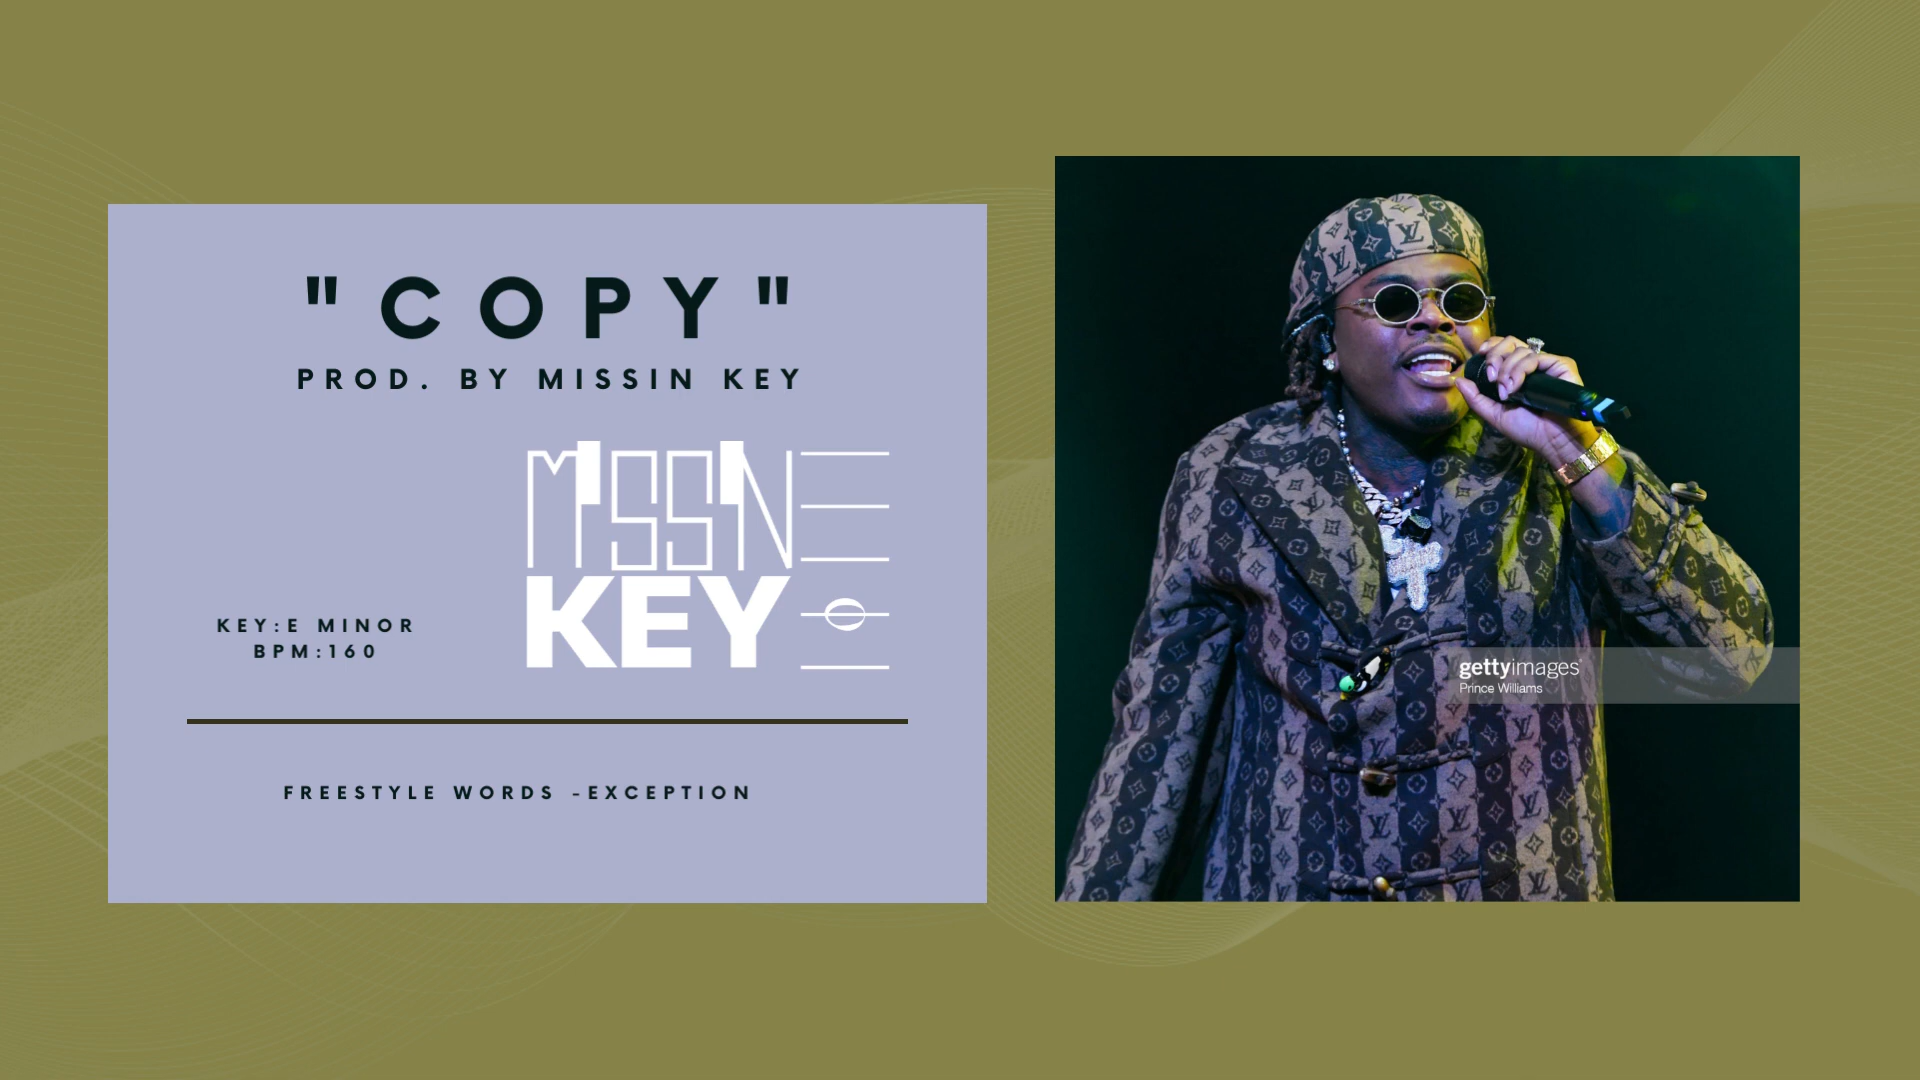 "COPY"
PROD. BY MISSIN KEY
MISSIN
KEY
KEY:E MINOR
BPM:160
FREESTYLE WORDS -EXCEPTION
gettyimages
Prince Williams